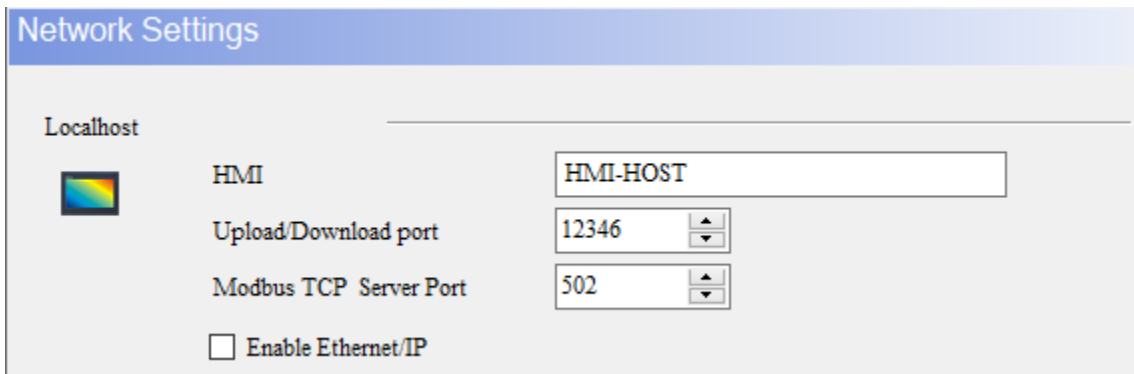 Network Settings
Localhost
HMI HMI-HOST
Upload/Download port 12346
Modbus TCP Server Port 502
Enable Ethernet/IP